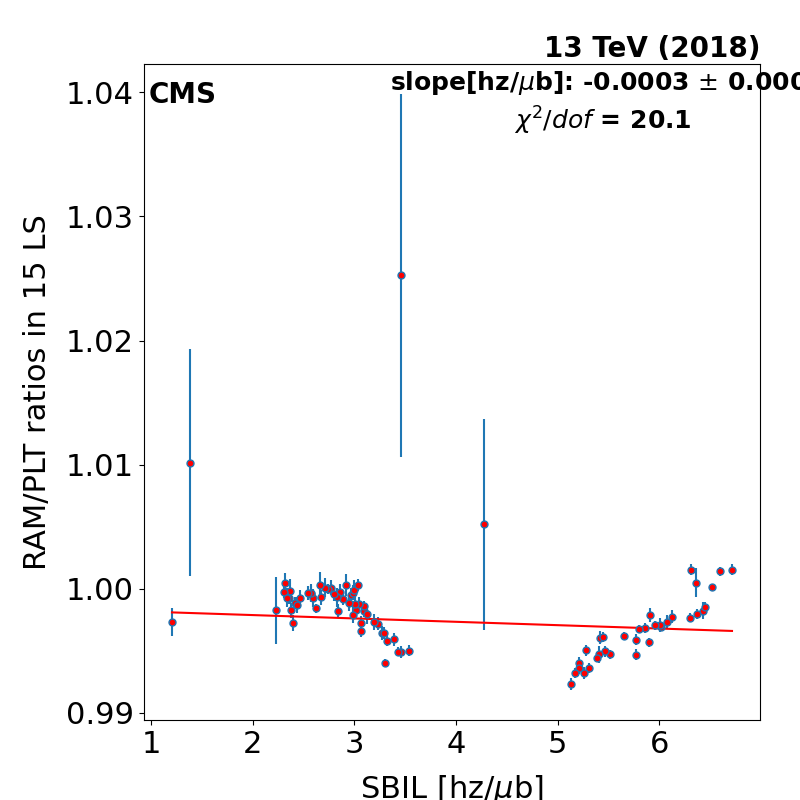 13 TeV (2018)
CMS
slope[hz/μb]: -0.0003 ± 0.000
χ²/dof = 20.1
RAM/PLT ratios in 15 LS
1.04
1.03
1.02
1.01
1.00
0.99
1 2 3 4 5 6
SBIL [hz/μb]